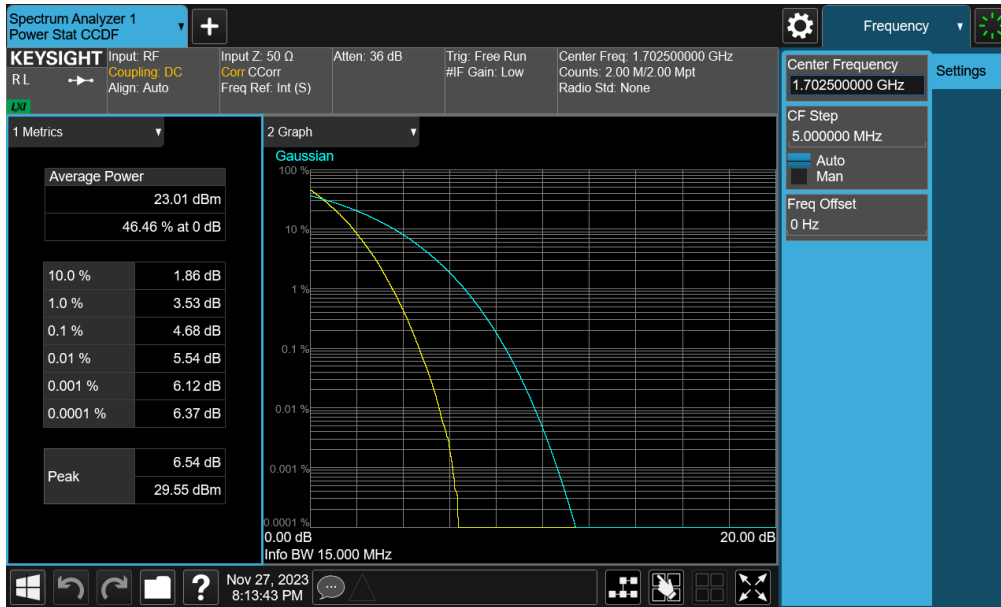 Spectrum Analyzer 1
Power Stat CCDF
Frequency
KEYSIGHT
R L
LXI
Input: RF
Coupling: DC
Align: Auto
Input Z: 50 Ω
Corr CCorr
Freq Ref: Int (S)
Atten: 36 dB
Trig: Free Run
#IF Gain: Low
Center Freq: 1.702500000 GHz
Counts: 2.00 M/2.00 Mpt
Radio Std: None
Center Frequency
1.702500000 GHz
Settings
CF Step
5.000000 MHz
Auto
Man
Freq Offset
0 Hz
1 Metrics
Average Power
23.01 dBm
46.46 % at 0 dB
10.0 % 1.86 dB
1.0 % 3.53 dB
0.1 % 4.68 dB
0.01 % 5.54 dB
0.001 % 6.12 dB
0.0001 % 6.37 dB
Peak
6.54 dB
29.55 dBm
2 Graph
Gaussian
100 %
10 %
1 %
0.1 %
0.01 %
0.001 %
0.0001 %
0.00 dB 20.00 dB
Info BW 15.000 MHz
?
Nov 27, 2023
8:13:43 PM